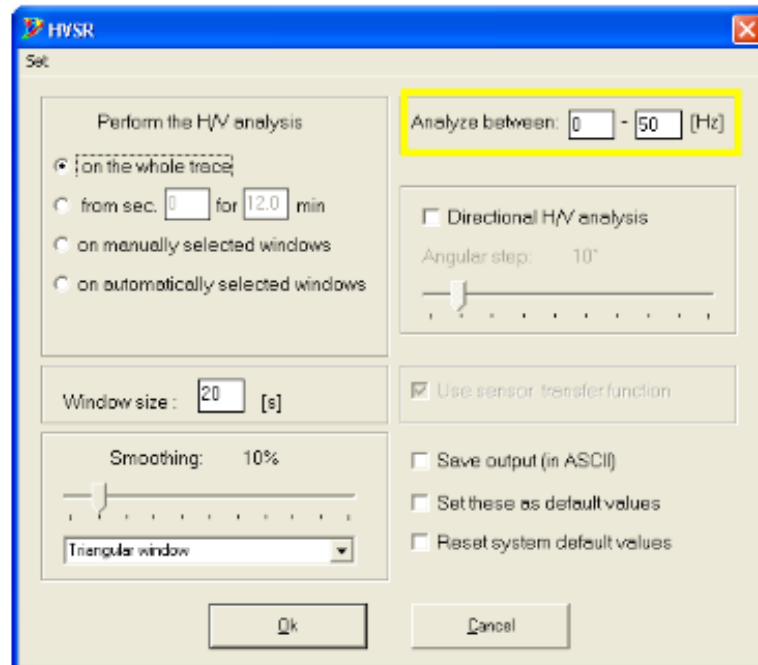 HVSR
Set
Perform the H/V analysis
on the whole trace
from sec. 0 for 12.0 min
on manually selected windows
on automatically selected windows
Window size : 20 [s]
Smoothing: 10%
Triangular window
Analyze between: 0 - 50 [Hz]
Directional H/V analysis
Angular step: 10°
Use sensor transfer function
Save output (in ASCII)
Set these as default values
Reset system default values
Ok
Cancel